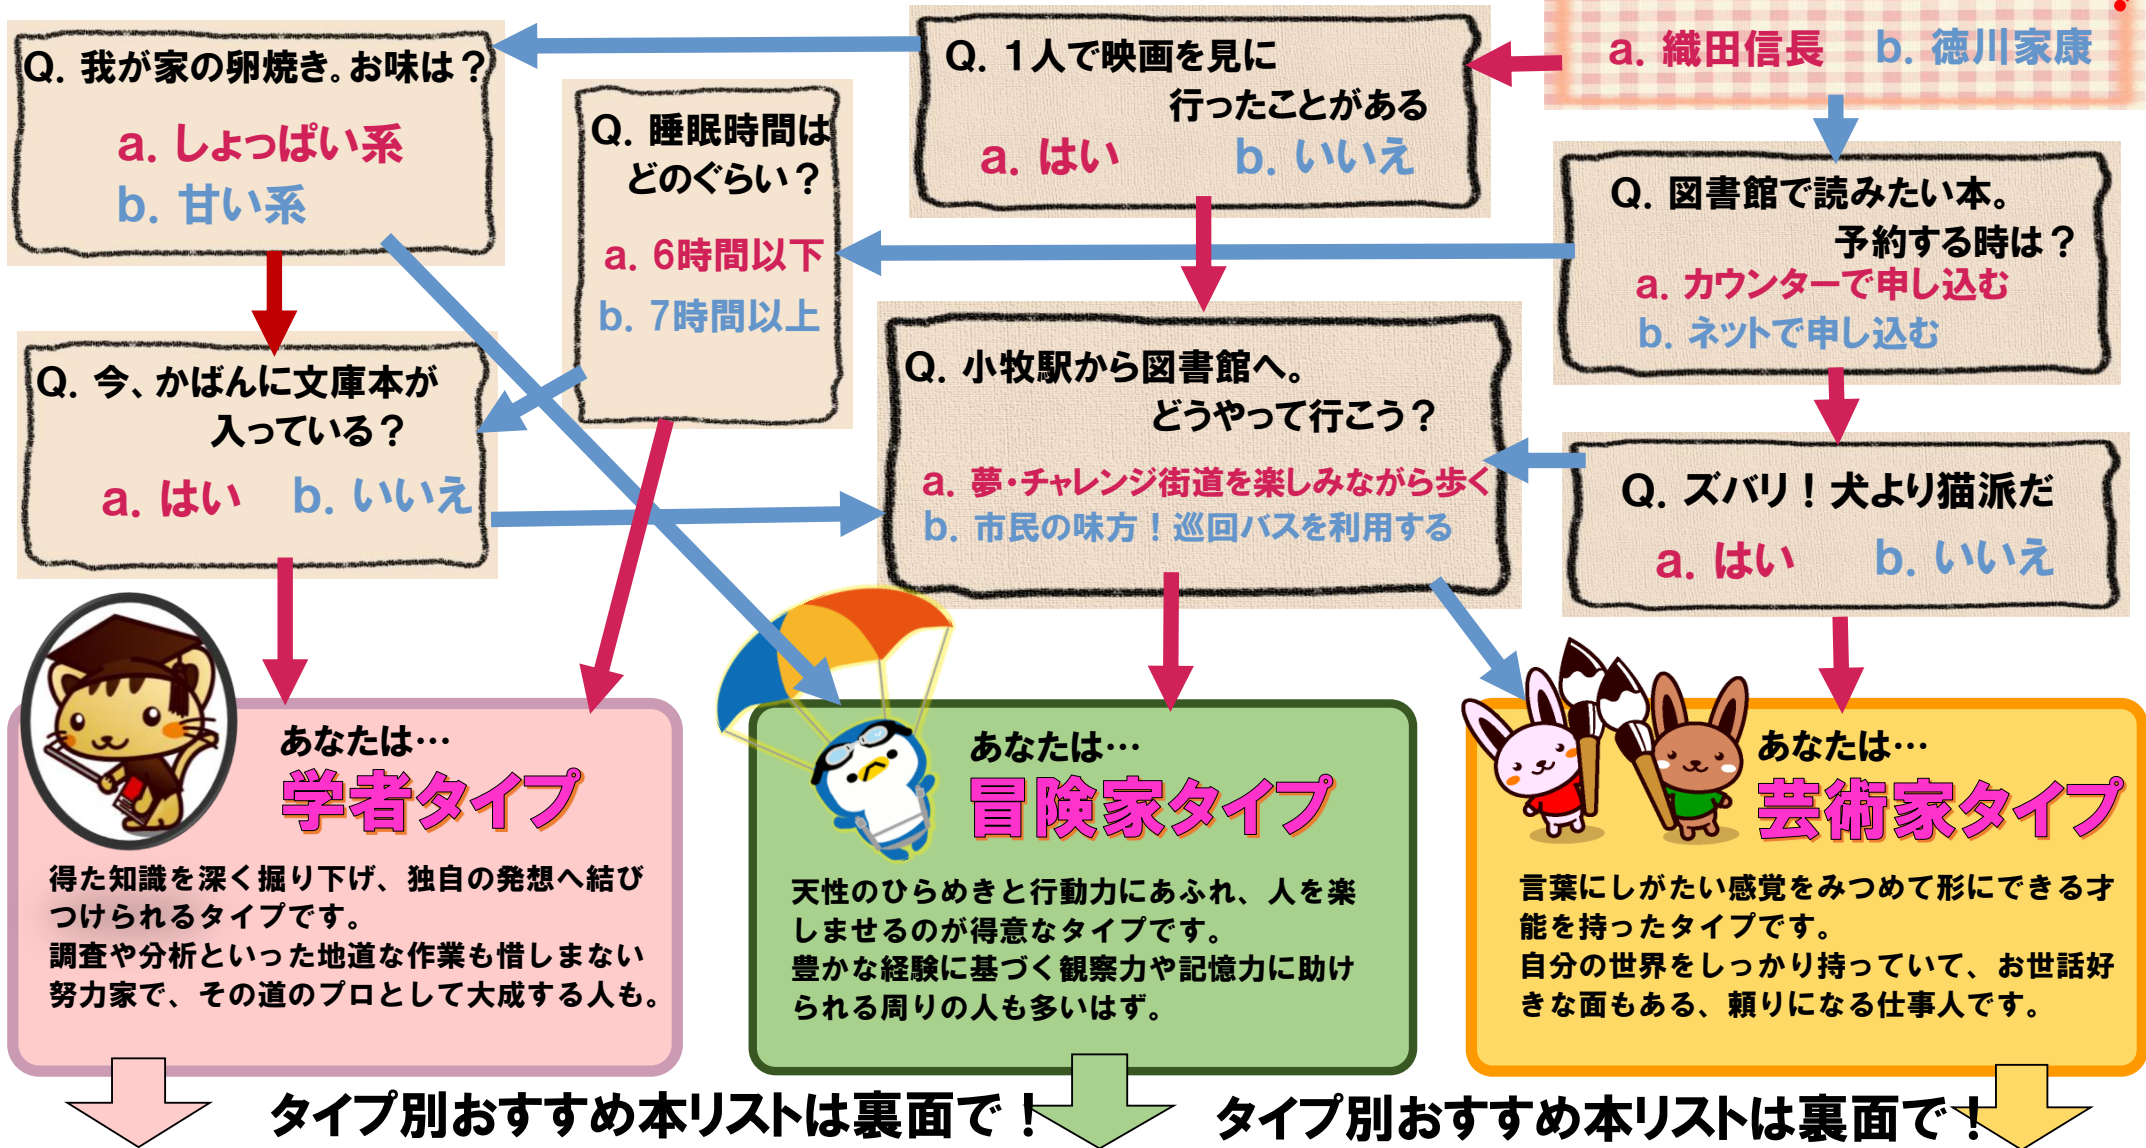 a. 織田信長 b. 徳川家康
Q. 我が家の卵焼き。お味は？
a. しょっぱい系
b. 甘い系
Q. 睡眠時間は
どのぐらい？
a. 6時間以下
b. 7時間以上
Q. 1人で映画を見に
行ったことがある
a. はい b. いいえ
Q. 図書館で読みたい本。
予約する時は？
a. カウンターで申し込む
b. ネットで申し込む
Q. 今、かばんに文庫本が
入っている？
a. はい b. いいえ
Q. 小牧駅から図書館へ。
どうやって行こう？
a. 夢・チャレンジ街道を楽しみながら歩く
b. 市民の味方！巡回バスを利用する
Q. ズバリ！犬より猫派だ
a. はい b. いいえ
あなたは…
学者タイプ
得た知識を深く掘り下げ、独自の発想へ結び
つけられるタイプです。
調査や分析といった地道な作業も惜しまない
努力家で、その道のプロとして大成する人も。
あなたは…
冒険家タイプ
天性のひらめきと行動力にあふれ、人を楽
しませるのが得意なタイプです。
豊かな経験に基づく観察力や記憶力に助け
られる周りの人も多いはず。
あなたは…
芸術家タイプ
言葉にしがたい感覚をみつめて形にできる才
能を持ったタイプです。
自分の世界をしっかり持っていて、お世話好
きな面もある、頼りになる仕事人です。
タイプ別おすすめ本リストは裏面で！
タイプ別おすすめ本リストは裏面で！